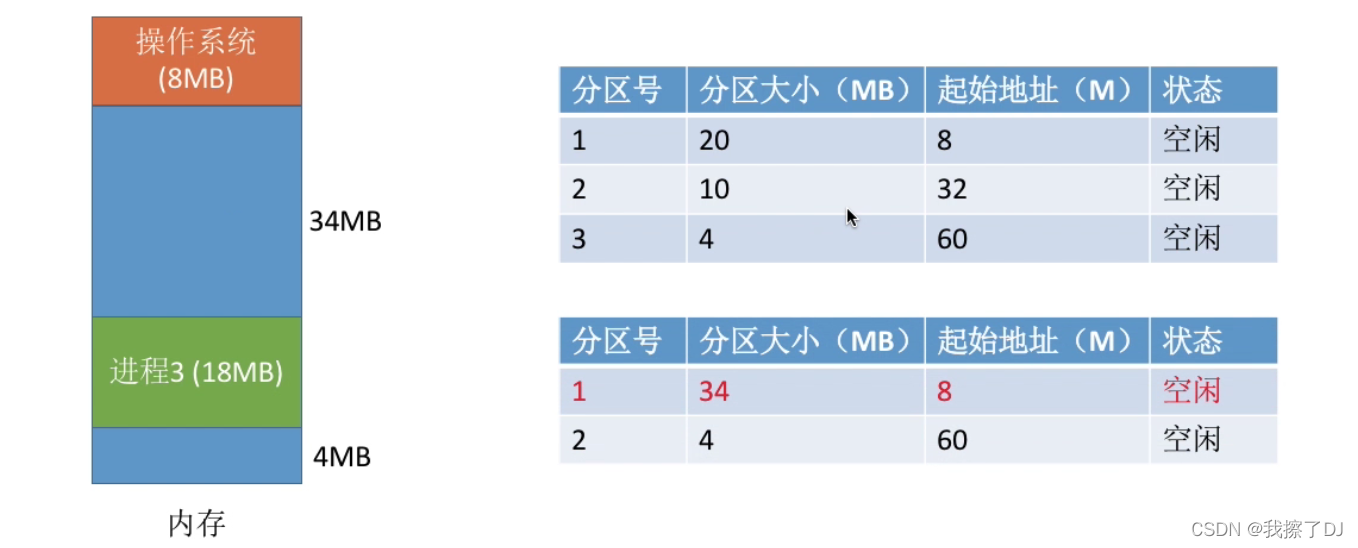 操作系统
(8MB)
34MB
进程3 (18MB)
4MB
内存
分区号 分区大小（MB） 起始地址（M） 状态
1 20 8 空闲
2 10 32 空闲
3 4 60 空闲
分区号 分区大小（MB） 起始地址（M） 状态
1 34 8 空闲
2 4 60 空闲
CSDN @我擦了DJ